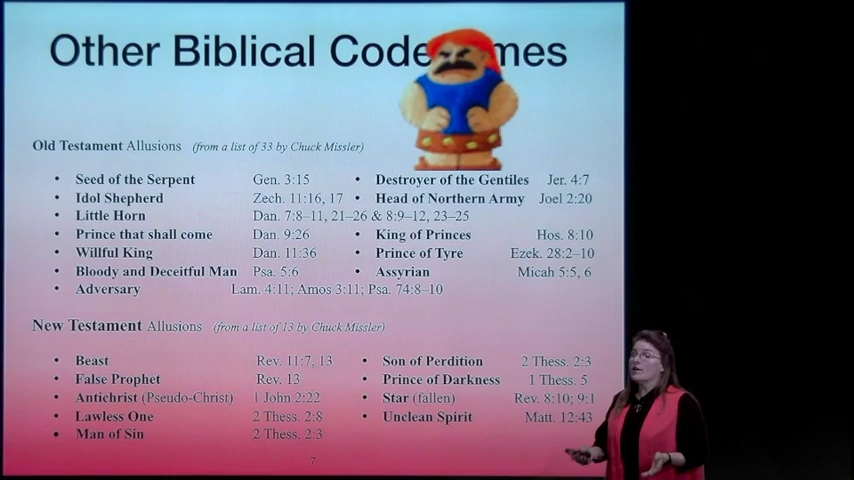 Other Biblical Code mes
Old Testament Allusions (from a list of 33 by Chuck Missler)
• Seed of the Serpent Gen. 3:15 • Destroyer of the Gentiles Jer. 4:7
• Idol Shepherd Zech. 11:16, 17 • Head of Northern Army Joel 2:20
• Little Horn Dan. 7:8–11, 21–26 & 8:9–12, 23–25
• Prince that shall come Dan. 9:26 • King of Princes Hos. 8:10
• Willful King Dan. 11:36 • Prince of Tyre Ezek. 28:2–10
• Bloody and Deceitful Man Psa. 5:6 • Assyrian Micah 5:5, 6
• Adversary Lam. 4:11; Amos 3:11; Psa. 74:8–10
New Testament Allusions (from a list of 13 by Chuck Missler)
• Beast Rev. 11:7, 13 • Son of Perdition 2 Thess. 2:3
• False Prophet Rev. 13 • Prince of Darkness 1 Thess. 5
• Antichrist (Pseudo-Christ) 1 John 2:22 • Star (fallen) Rev. 8:10; 9:1
• Lawless One 2 Thess. 2:8 • Unclean Spirit Matt. 12:43
• Man of Sin 2 Thess. 2:3
7